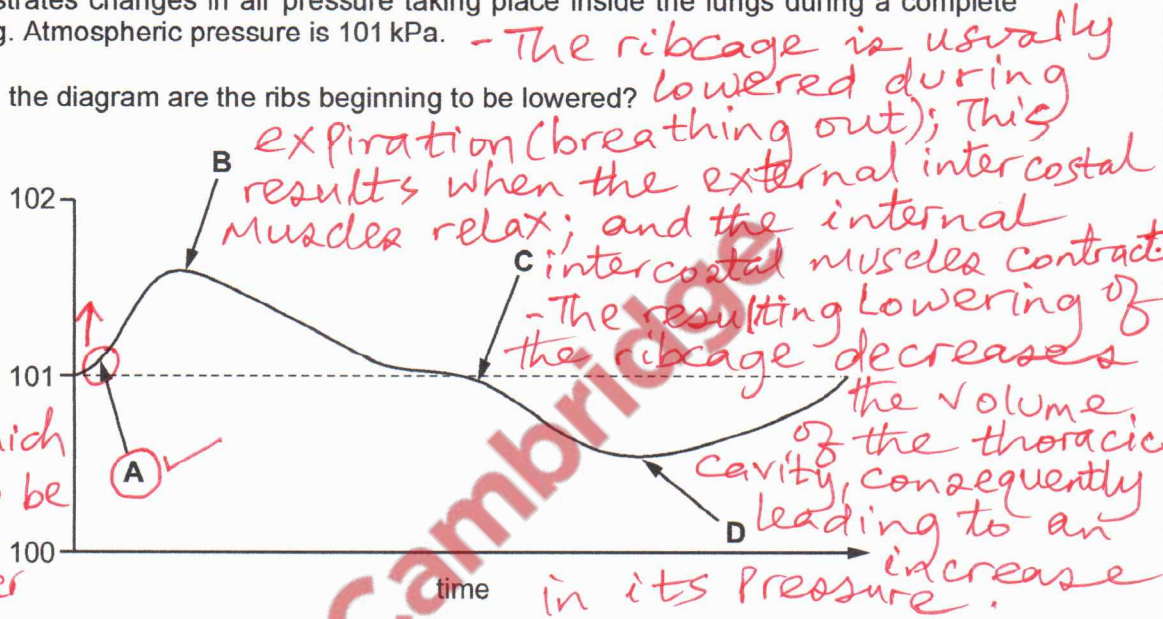 strates changes in air pressure taking place inside the lungs during a complete
g. Atmospheric pressure is 101 kPa.
- The ribcage is usually
the diagram are the ribs beginning to be lowered?
lowered during
expiration (breathing out); This
B
results when the external intercostal
102
muscles relax; and the internal
C
intercostal muscles contract.
- The resulting Lowering of
the ribcage decreases
101
the volume
of the thoracic
cavity, consequently
leading to an
increase
in its Pressure.
ich
A
be
D
100
er
time
Cambridge